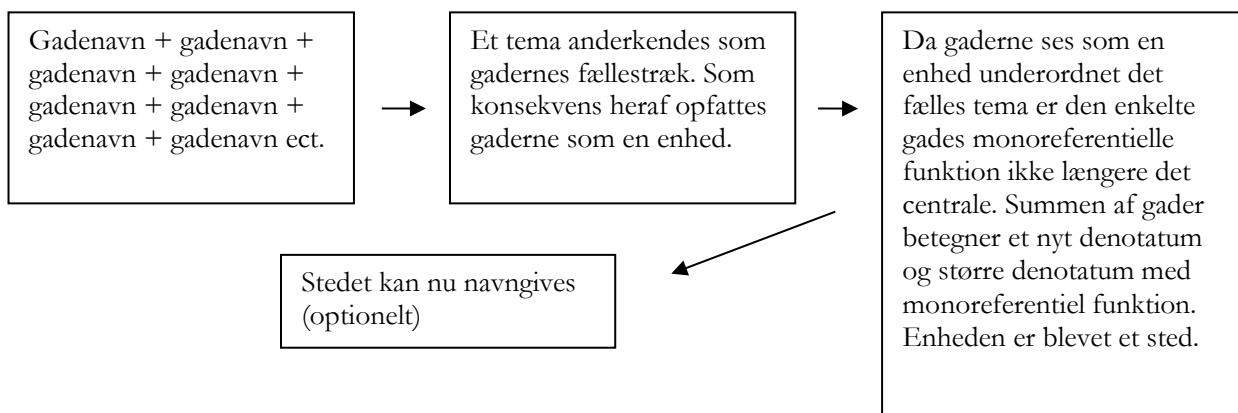 Gadenavn + gadenavn +
gadenavn + gadenavn +
gadenavn + gadenavn +
gadenavn + gadenavn ect.
Et tema anderkendes som
gadernes fællestræk. Som
konsekvens heraf opfattes
gaderne som en enhed.
Da gaderne ses som en
enhed underordnet det
fælles tema er den enkelte
gades monoreferentielle
funktion ikke længere det
centrale. Summen af gader
betegner et nyt denotatum
og større denotatum med
monoreferentiel funktion.
Enheden er blevet et sted.
Stedet kan nu navngives
(optionelt)